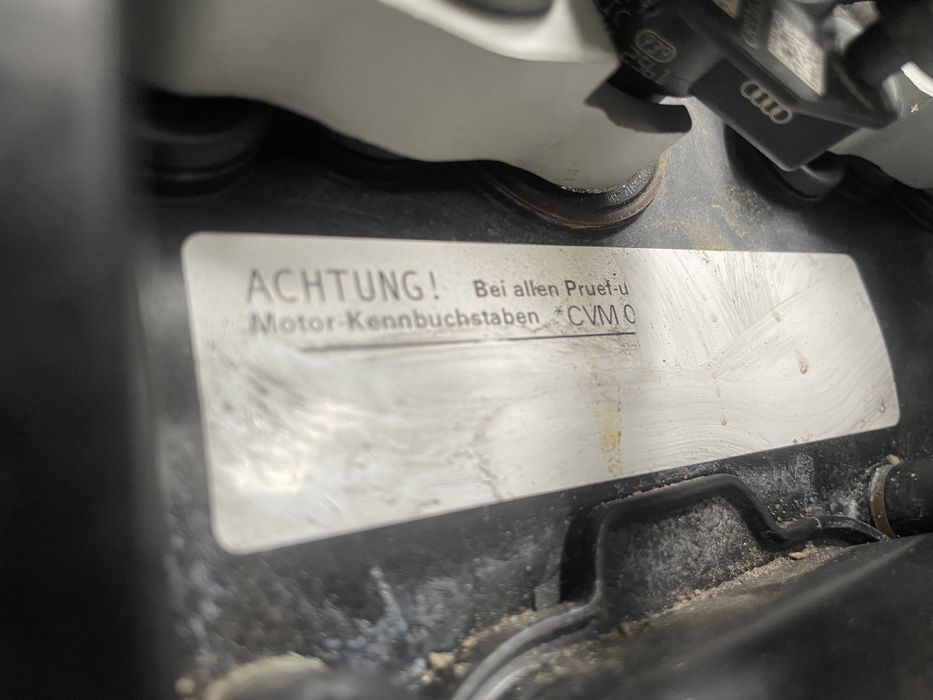 ACHTUNG! Bei allen Pruef-u
Motor-Kennbuchstaben *CVM